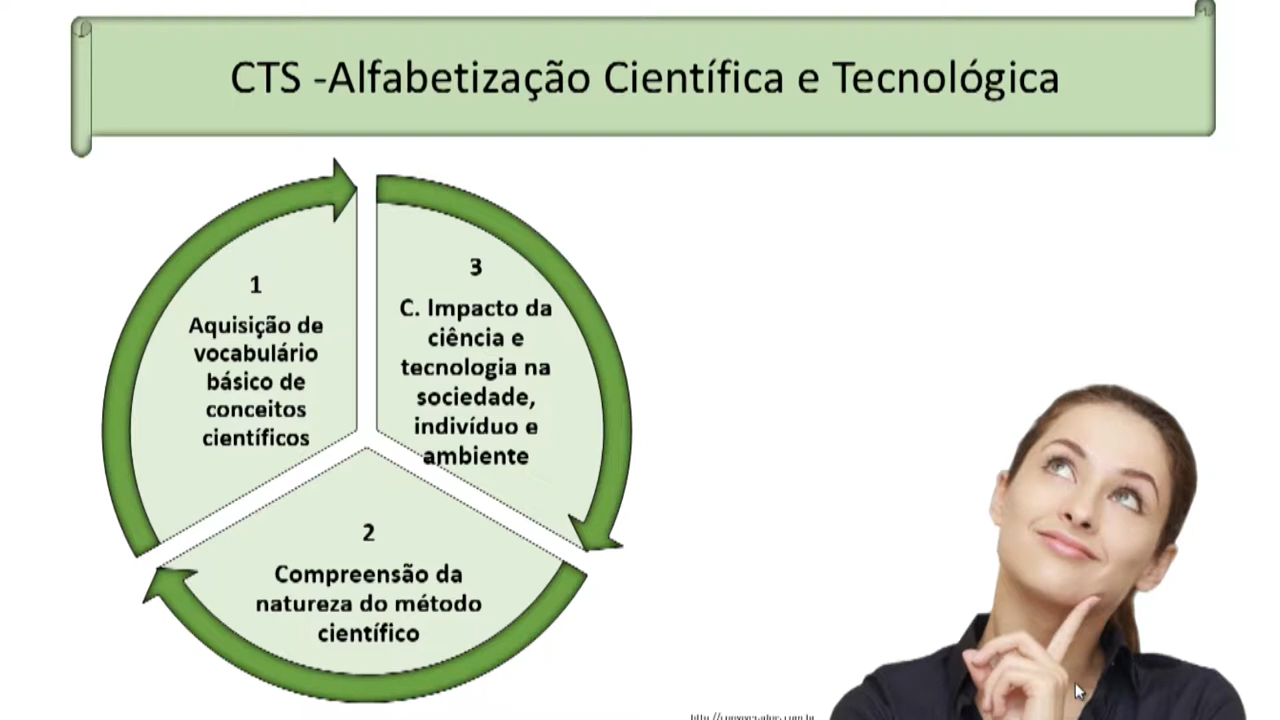 CTS -Alfabetização Científica e Tecnológica
1
Aquisição de
vocabulário
básico de
conceitos
científicos
3
C. Impacto da
ciência e
tecnologia na
sociedade,
indivíduo e
ambiente
2
Compreensão da
natureza do método
científico